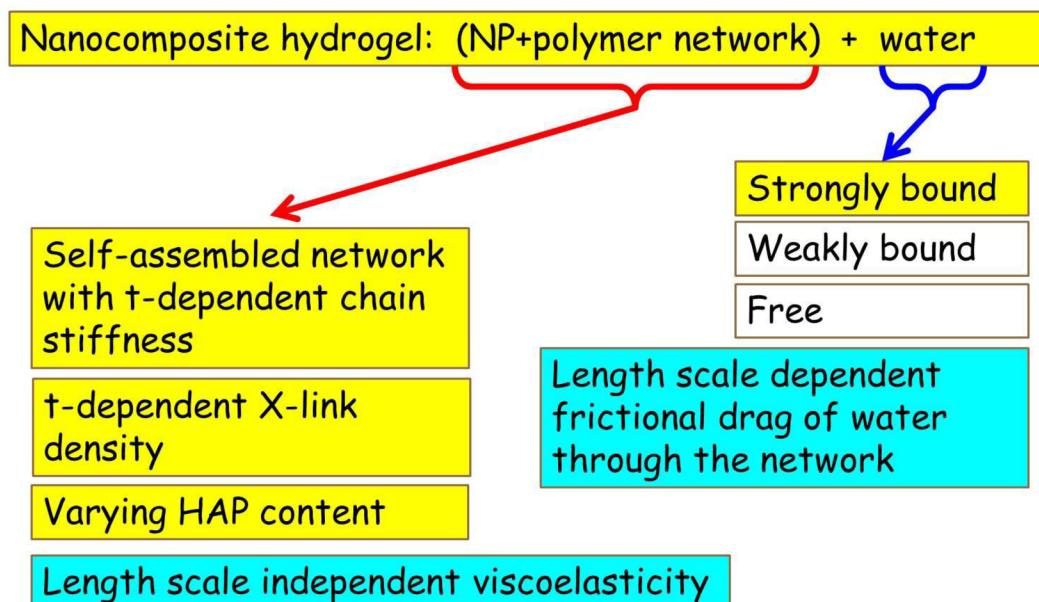 Nanocomposite hydrogel: (NP+polymer network) + water
Self-assembled network
with t-dependent chain
stiffness
t-dependent X-link
density
Varying HAP content
Length scale independent viscoelasticity
Strongly bound
Weakly bound
Free
Length scale dependent
frictional drag of water
through the network